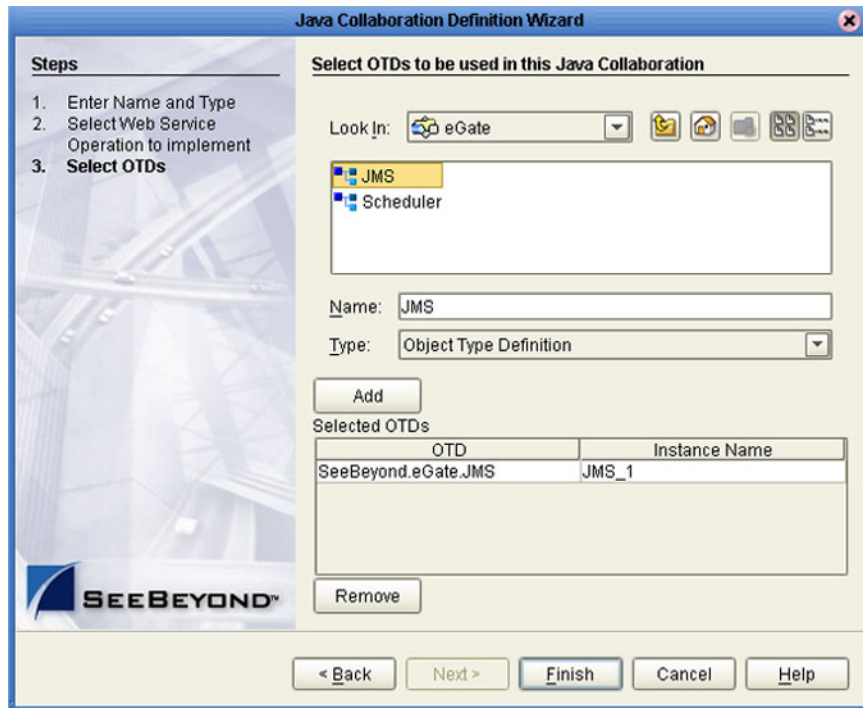 Java Collaboration Definition Wizard
Steps
1. Enter Name and Type
2. Select Web Service
Operation to implement
3. Select OTDs
SEEBEYOND™
Select OTDs to be used in this Java Collaboration
Look In: eGate
JMS
Scheduler
Name: JMS
Type: Object Type Definition
Add
Selected OTDs
OTD Instance Name
SeeBeyond.eGate.JMS JMS_1
Remove
< Back Next > Finish Cancel Help